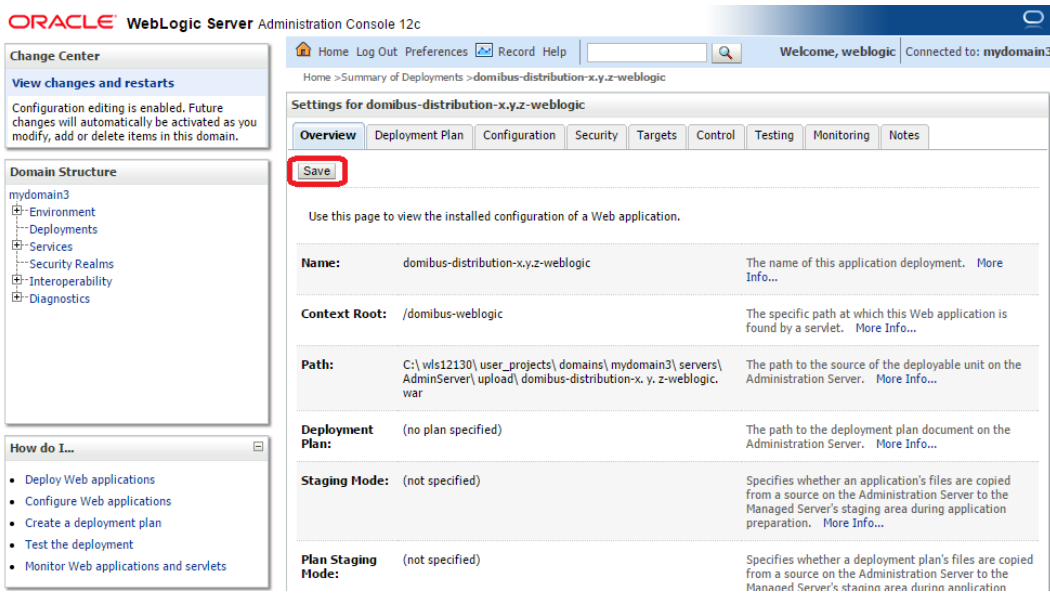 ORACLE® WebLogic Server Administration Console 12c
Change Center
View changes and restarts
Configuration editing is enabled. Future
changes will automatically be activated as you
modify, add or delete items in this domain.
Domain Structure
mydomain3
Environment
Deployments
Services
Security Realms
Interoperability
Diagnostics
How do I...
Deploy Web applications
Configure Web applications
Create a deployment plan
Test the deployment
Monitor Web applications and servlets
Home Log Out Preferences Record Help
Welcome, weblogic Connected to: mydomain3
Home >Summary of Deployments >domibus-distribution-x.y.z-weblogic
Settings for domibus-distribution-x.y.z-weblogic
Overview Deployment Plan Configuration Security Targets Control Testing Monitoring Notes
Save
Use this page to view the installed configuration of a Web application.
Name: domibus-distribution-x.y.z-weblogic The name of this application deployment. More
Info...
Context Root: /domibus-weblogic The specific path at which this Web application is
found by a servlet. More Info...
Path: C:\ wls12130\ user_projects\ domains\ mydomain3\ servers\ The path to the source of the deployable unit on the
AdminServer\ upload\ domibus-distribution-x. y. z-weblogic. Administration Server. More Info...
war
Deployment (no plan specified) The path to the deployment plan document on the
Plan: Administration Server. More Info...
Staging Mode: (not specified) Specifies whether an application's files are copied
from a source on the Administration Server to the
Managed Server's staging area during application
preparation. More Info...
Plan Staging (not specified) Specifies whether a deployment plan's files are copied
Mode: from a source on the Administration Server to the
Managed Server's staging area during application